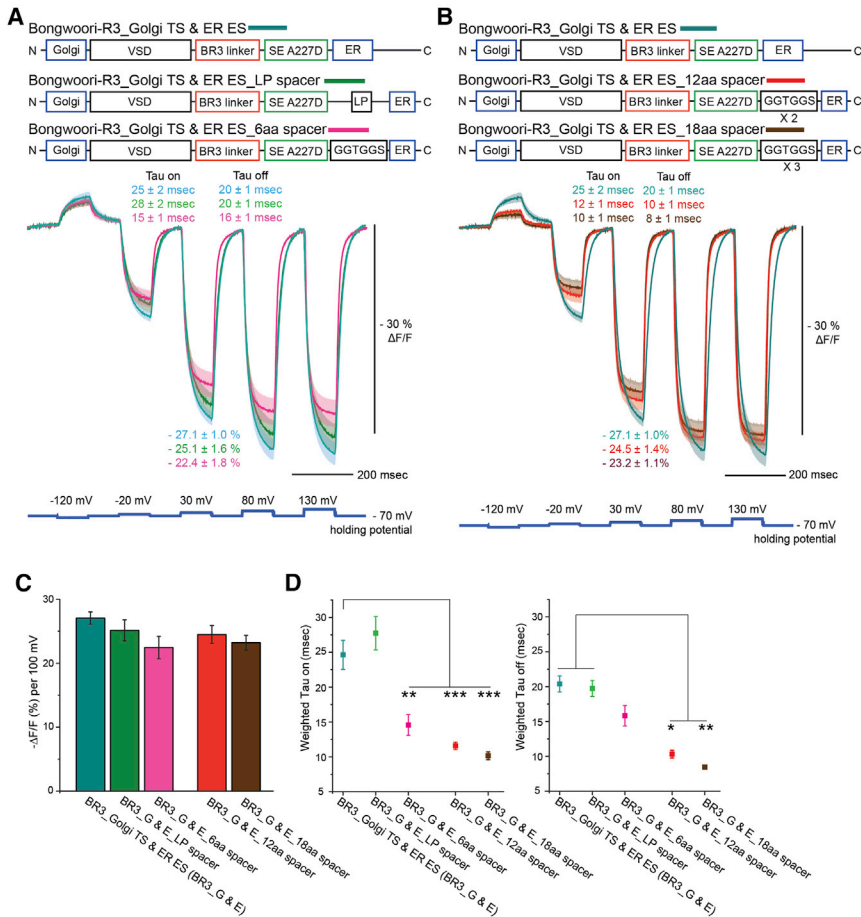 A
Bongwoori-R3_Golgi TS & ER ES
N Golgi VSD BR3 linker SE A227D ER C
Bongwoori-R3_Golgi TS & ER ES_LP spacer
N Golgi VSD BR3 linker SE A227D LP ER C
Bongwoori-R3_Golgi TS & ER ES_6aa spacer
N Golgi VSD BR3 linker SE A227D GGTGGS ER C
Tau on Tau off
25 ± 2 msec 20 ± 1 msec
28 ± 2 msec 20 ± 1 msec
15 ± 1 msec 16 ± 1 msec
- 30 %
ΔF/F
- 27.1 ± 1.0 %
- 25.1 ± 1.6 %
- 22.4 ± 1.8 %
200 msec
-120 mV -20 mV 30 mV 80 mV 130 mV
- 70 mV
holding potential
B
Bongwoori-R3_Golgi TS & ER ES
N Golgi VSD BR3 linker SE A227D ER C
Bongwoori-R3_Golgi TS & ER ES_12aa spacer
N Golgi VSD BR3 linker SE A227D GGTGGS ER C
X 2
Bongwoori-R3_Golgi TS & ER ES_18aa spacer
N Golgi VSD BR3 linker SE A227D GGTGGS ER C
X 3
Tau on Tau off
25 ± 2 msec 20 ± 1 msec
12 ± 1 msec 10 ± 1 msec
10 ± 1 msec 8 ± 1 msec
- 30 %
ΔF/F
- 27.1 ± 1.0%
- 24.5 ± 1.4%
- 23.2 ± 1.1%
200 msec
-120 mV -20 mV 30 mV 80 mV 130 mV
- 70 mV
holding potential
C
-ΔF/F (%) per 100 mV
30
20
10
0
BR3_Golgi TS & ER ES (BR3_G & E)
BR3_G & E_LP spacer
BR3_G & E_6aa spacer
BR3_G & E_12aa spacer
BR3_G & E_18aa spacer
D
Weighted Tau on (msec)
30
25
20
15
10
5
** *** ***
BR3_Golgi TS & ER ES (BR3_G & E)
BR3_G & E_LP spacer
BR3_G & E_6aa spacer
BR3_G & E_12aa spacer
BR3_G & E_18aa spacer
Weighted Tau off (msec)
30
25
20
15
10
5
* **
BR3_Golgi TS & ER ES (BR3_G & E)
BR3_G & E_LP spacer
BR3_G & E_6aa spacer
BR3_G & E_12aa spacer
BR3_G & E_18aa spacer